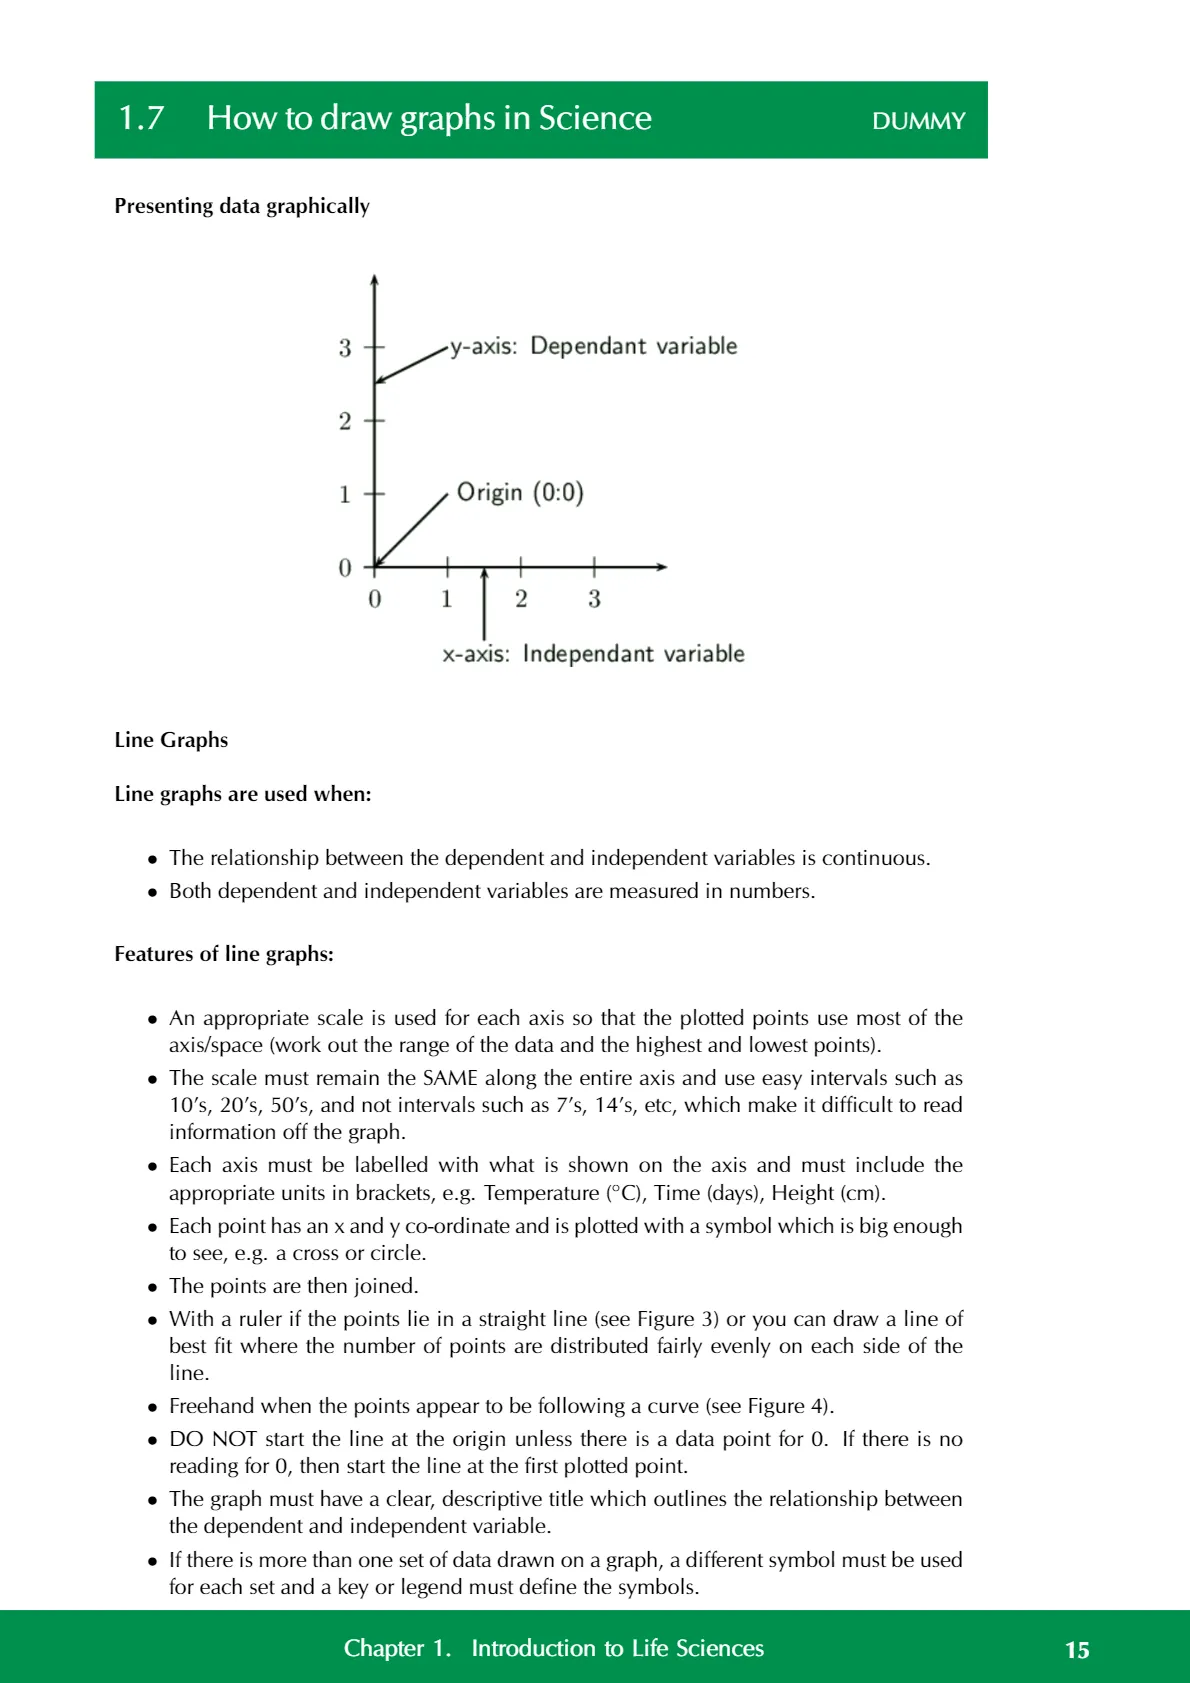 1.7 How to draw graphs in Science DUMMY
Presenting data graphically
3
y-axis: Dependant variable
2
1
Origin (0:0)
0
0 1 2 3
x-axis: Independant variable
Line Graphs
Line graphs are used when:
• The relationship between the dependent and independent variables is continuous.
• Both dependent and independent variables are measured in numbers.
Features of line graphs:
• An appropriate scale is used for each axis so that the plotted points use most of the
axis/space (work out the range of the data and the highest and lowest points).
• The scale must remain the SAME along the entire axis and use easy intervals such as
10’s, 20’s, 50’s, and not intervals such as 7’s, 14’s, etc, which make it difficult to read
information off the graph.
• Each axis must be labelled with what is shown on the axis and must include the
appropriate units in brackets, e.g. Temperature (°C), Time (days), Height (cm).
• Each point has an x and y co-ordinate and is plotted with a symbol which is big enough
to see, e.g. a cross or circle.
• The points are then joined.
• With a ruler if the points lie in a straight line (see Figure 3) or you can draw a line of
best fit where the number of points are distributed fairly evenly on each side of the
line.
• Freehand when the points appear to be following a curve (see Figure 4).
• DO NOT start the line at the origin unless there is a data point for 0. If there is no
reading for 0, then start the line at the first plotted point.
• The graph must have a clear, descriptive title which outlines the relationship between
the dependent and independent variable.
• If there is more than one set of data drawn on a graph, a different symbol must be used
for each set and a key or legend must define the symbols.
Chapter 1. Introduction to Life Sciences 15